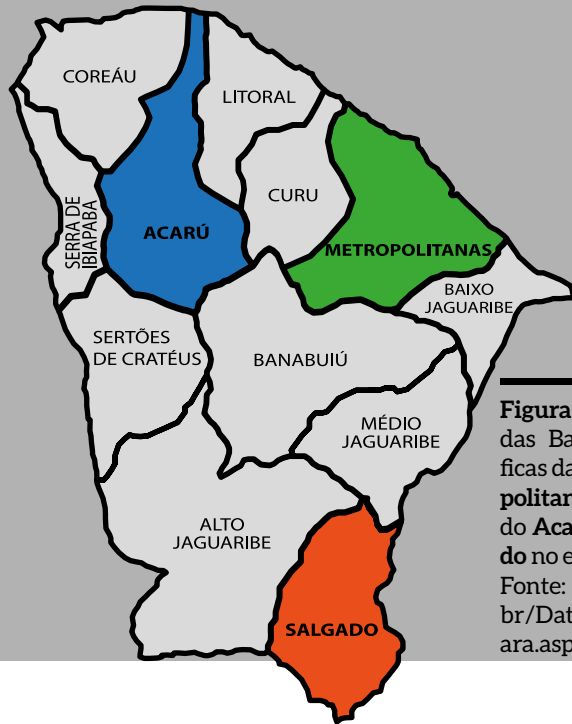 COREÁU
LITORAL
CURU
ACARÚ
SERRA DE
IBIAPABA
METROPOLITANAS
BAIXO
JAGUARIBE
SERTÕES
DE CRATÉUS
BANABUIÚ
MÉDIO
JAGUARIBE
ALTO
JAGUARIBE
SALGADO
Figura
das Ba
ficas da
politar
do Aca
do no e
Fonte:
br/Dat
ara.asp